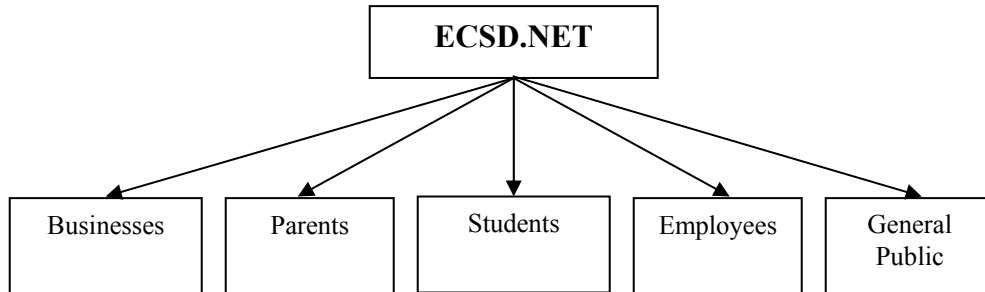 ECSD.NET
Businesses
Parents
Students
Employees
General
Public